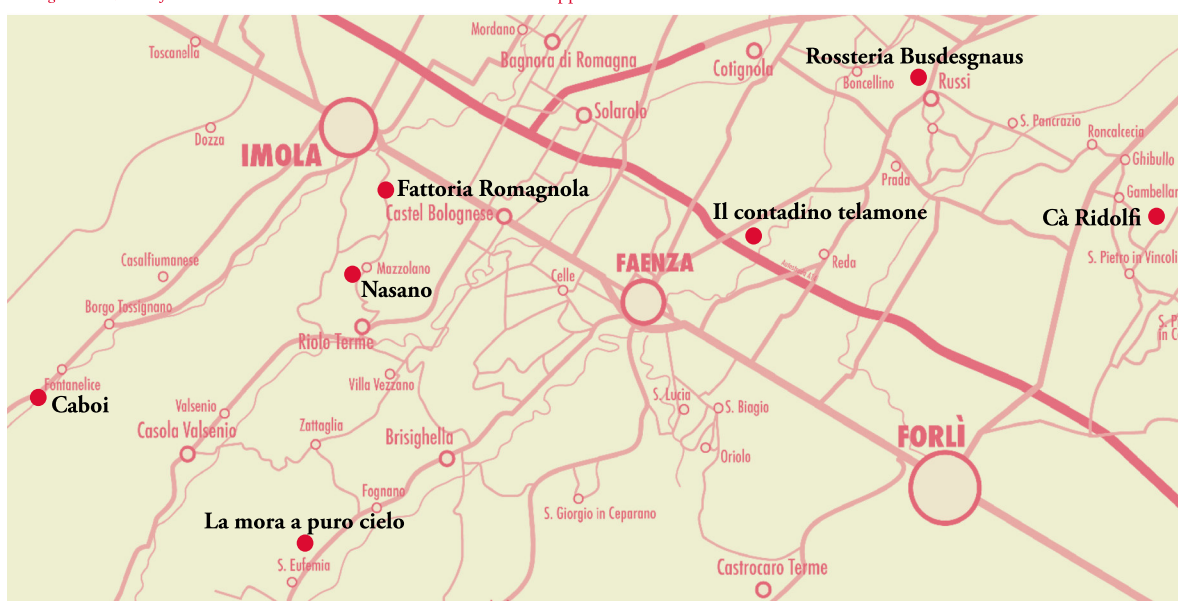 Mordano
Toscanella
Bagnara di Romagna
Cotignola
Rossteria Busdesgnaus
Boncellino
Russi
Solarolo
S. Pancrazio
Dozza
Roncalcecia
IMOLA
Ghibullo
Prada
Fattoria Romagnola
Gambellar
Castel Bolognese
Il contadino telamone
Cà Ridolfi
Casalfiumanese
Mazzolano
FAENZA
Reda
S. Pietro in Vincoli
Celle
Nasano
Borgo Tossignano
Riolo Terme
S. P
in C
Fontanelice
Villa Vezzano
Caboi
Valsenio
S. Lucia
S. Biagio
Casola Valsenio
Zattaglia
Brisighella
FORLÌ
Oriolo
Fognano
S. Giorgio in Ceparano
La mora a puro cielo
S. Eufemia
Castrocaro Terme